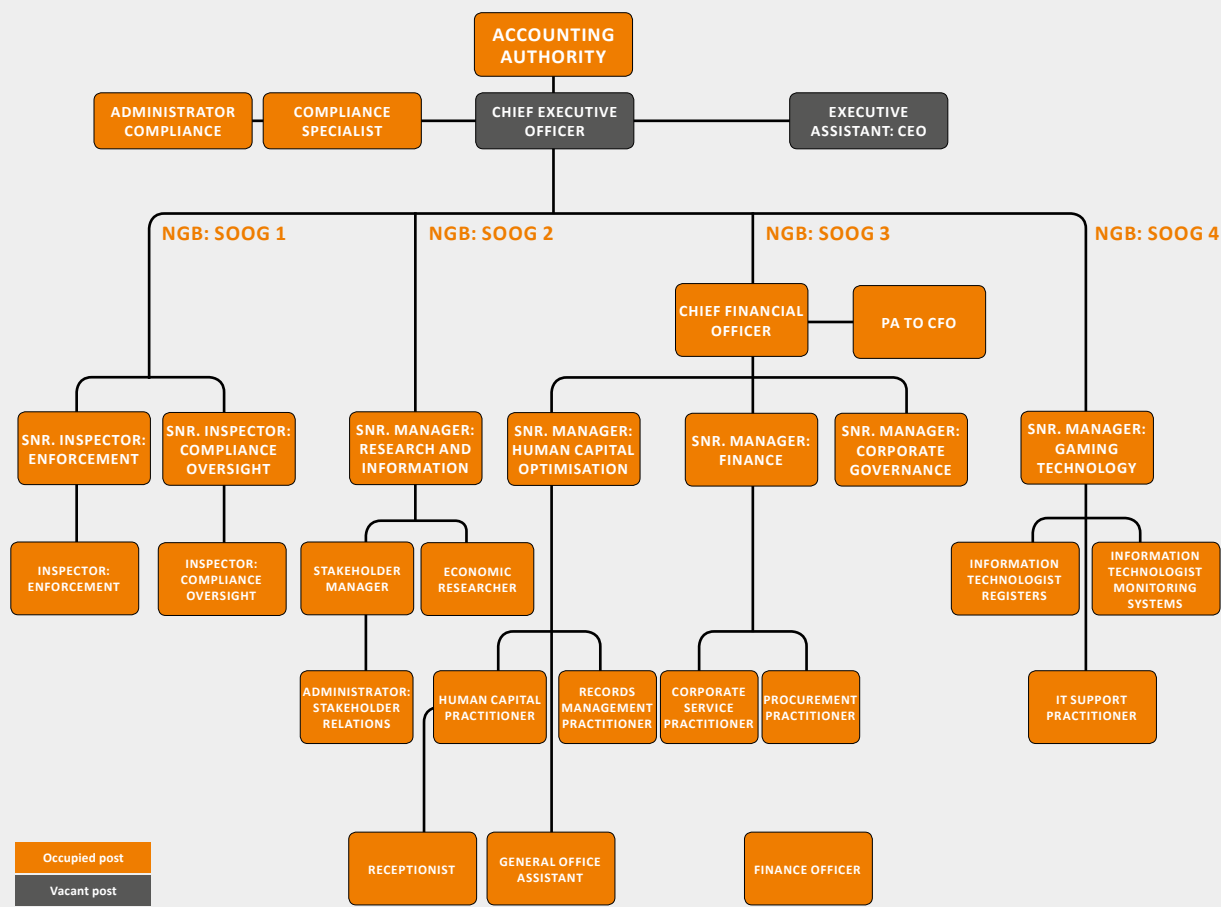 ACCOUNTING
AUTHORITY
ADMINISTRATOR
COMPLIANCE
COMPLIANCE
SPECIALIST
CHIEF EXECUTIVE
OFFICER
EXECUTIVE
ASSISTANT: CEO
NGB: SOOG 1
NGB: SOOG 2
NGB: SOOG 3
NGB: SOOG 4
CHIEF FINANCIAL
OFFICER
PA TO CFO
SNR. INSPECTOR:
ENFORCEMENT
SNR. INSPECTOR:
COMPLIANCE
OVERSIGHT
SNR. MANAGER:
RESEARCH AND
INFORMATION
SNR. MANAGER:
HUMAN CAPITAL
OPTIMISATION
SNR. MANAGER:
FINANCE
SNR. MANAGER:
CORPORATE
GOVERNANCE
SNR. MANAGER:
GAMING
TECHNOLOGY
INSPECTOR:
ENFORCEMENT
INSPECTOR:
COMPLIANCE
OVERSIGHT
STAKEHOLDER
MANAGER
ECONOMIC
RESEARCHER
INFORMATION
TECHNOLOGIST
REGISTERS
INFORMATION
TECHNOLOGIST
MONITORING
SYSTEMS
ADMINISTRATOR:
STAKEHOLDER
RELATIONS
HUMAN CAPITAL
PRACTITIONER
RECORDS
MANAGEMENT
PRACTITIONER
CORPORATE
SERVICE
PRACTITIONER
PROCUREMENT
PRACTITIONER
IT SUPPORT
PRACTITIONER
RECEPTIONIST
GENERAL OFFICE
ASSISTANT
FINANCE OFFICER
Occupied post
Vacant post